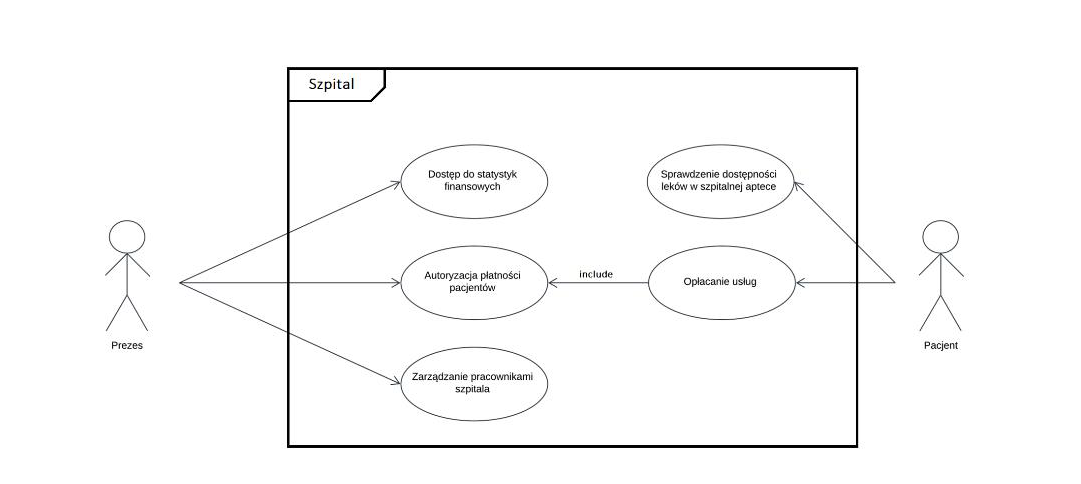 Szpital
Dostęp do statystyk
finansowych
Sprawdzenie dostępności
leków w szpitalnej aptece
Autoryzacja płatności
pacjentów
include
Opłacanie usług
Zarządzanie pracownikami
szpitala
Prezes
Pacjent